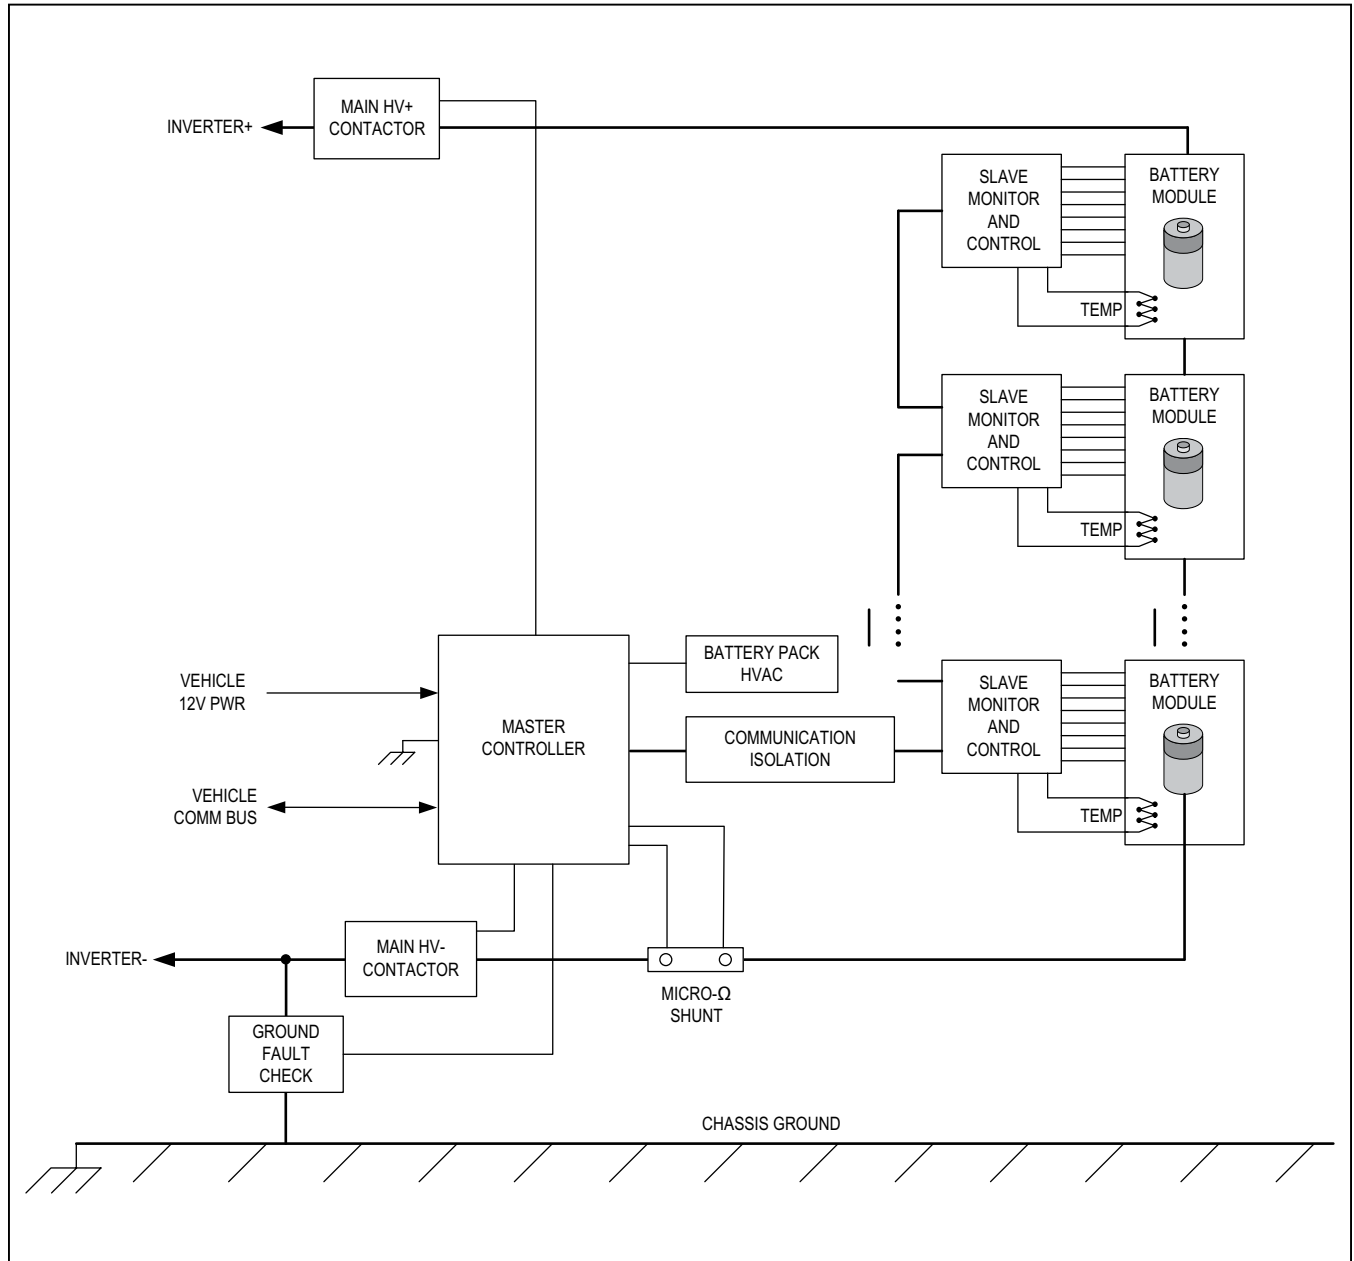 MAIN HV+
CONTACTOR
INVERTER+
SLAVE
MONITOR
AND
CONTROL
BATTERY
MODULE
TEMP
SLAVE
MONITOR
AND
CONTROL
BATTERY
MODULE
TEMP
BATTERY PACK
HVAC
VEHICLE
12V PWR
MASTER
CONTROLLER
COMMUNICATION
ISOLATION
SLAVE
MONITOR
AND
CONTROL
BATTERY
MODULE
TEMP
VEHICLE
COMM BUS
INVERTER-
MAIN HV-
CONTACTOR
MICRO-Ω
SHUNT
GROUND
FAULT
CHECK
CHASSIS GROUND